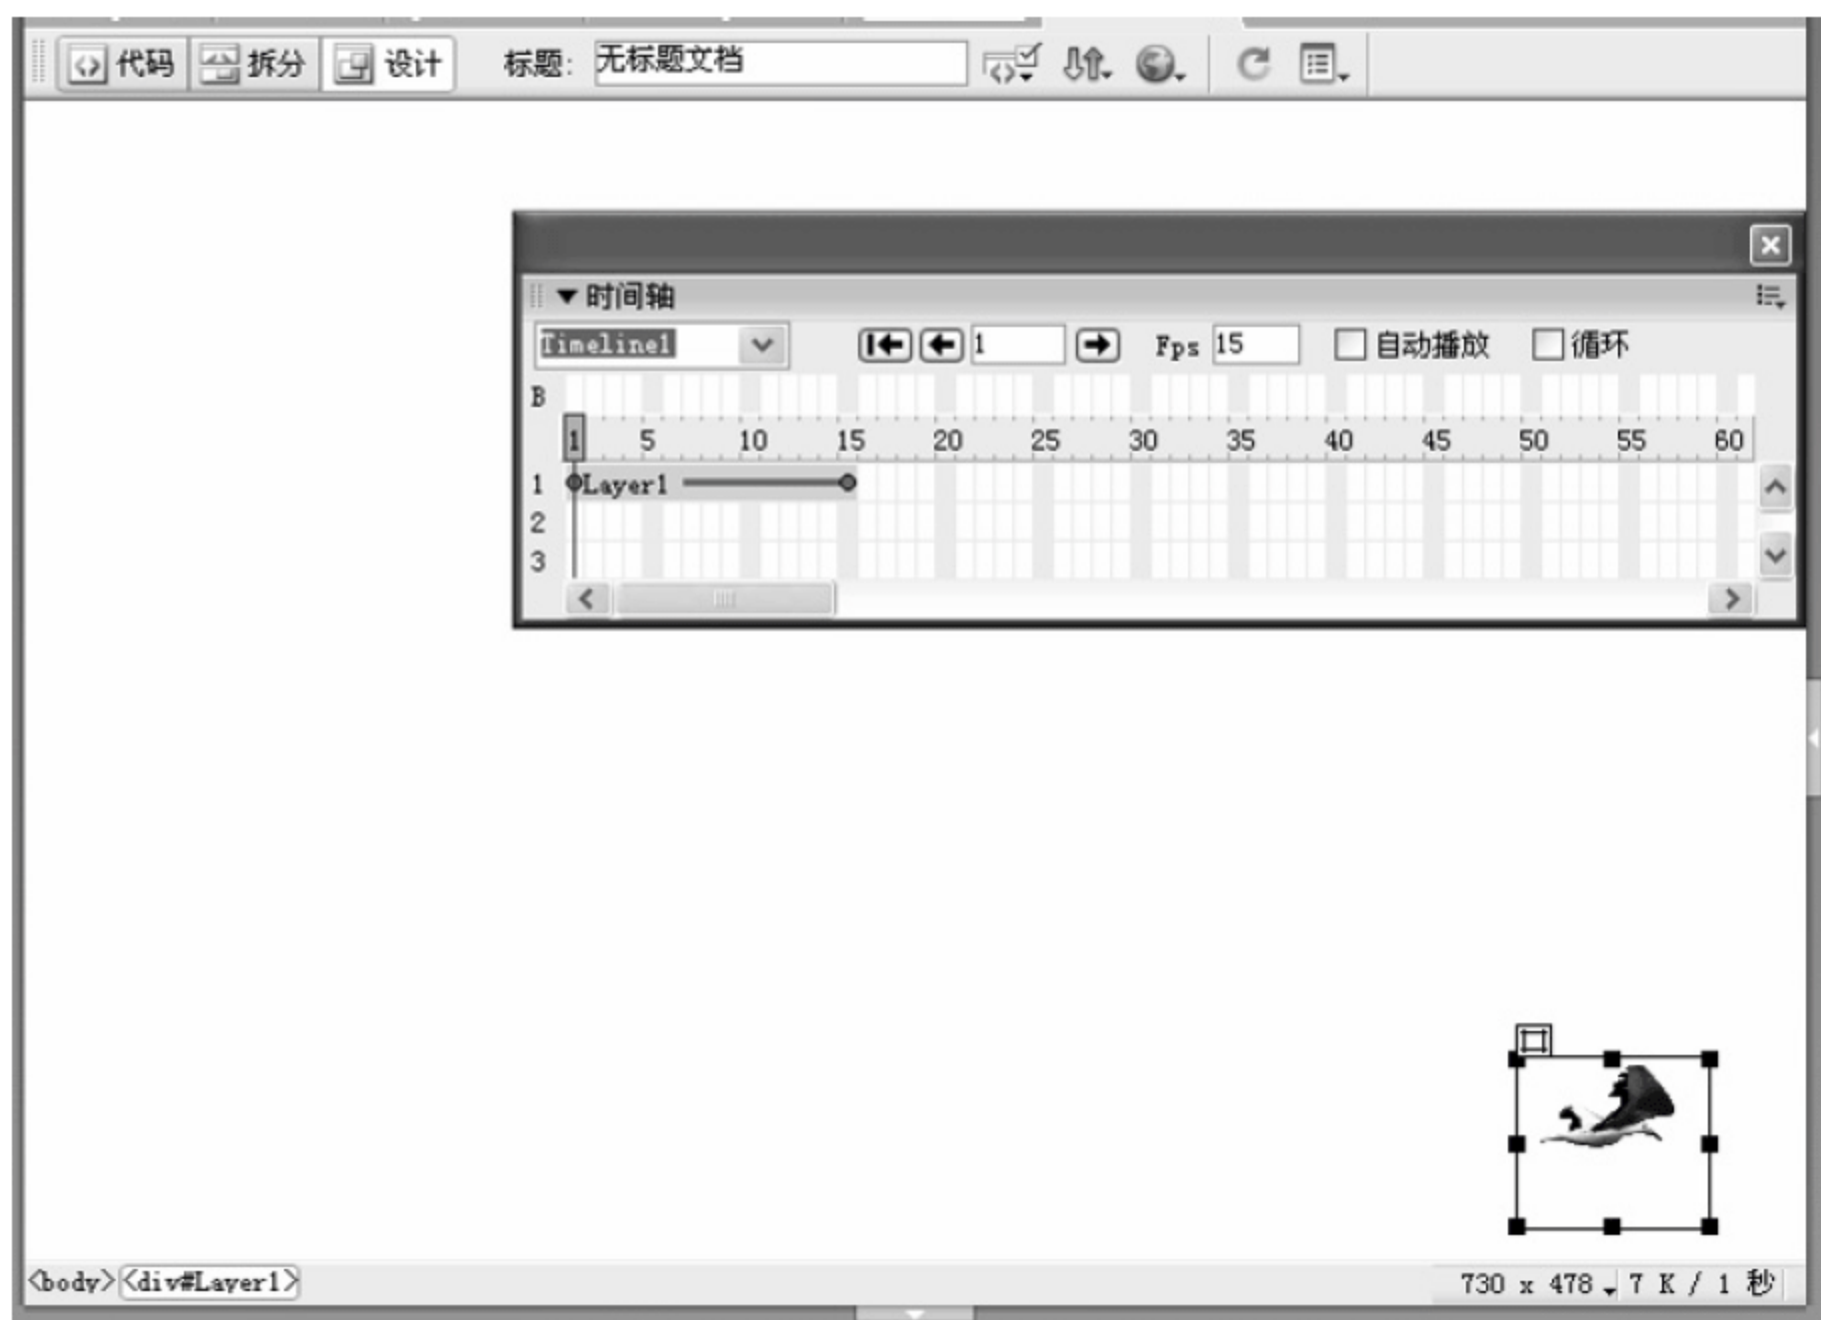 代码 拆分 设计 标题: 无标题文档
时间轴
Timeline1 1 Fps 15 自动播放 循环
B
1 5 10 15 20 25 30 35 40 45 50 55 60
1 Layer1
2
3
<body> <div#Layer1> 730 x 478 7 K / 1 秒